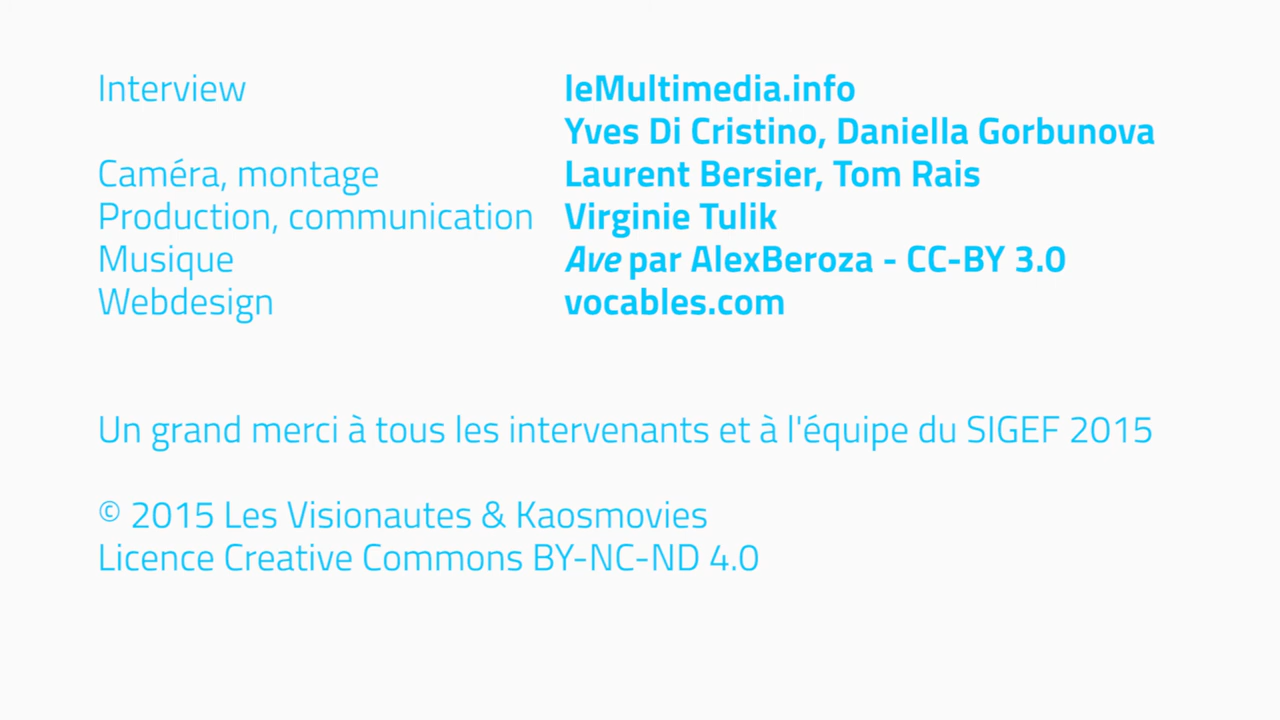 Interview leMultimedia.info
Yves Di Cristino, Daniella Gorbunova
Caméra, montage Laurent Bersier, Tom Rais
Production, communication Virginie Tulik
Musique Ave par AlexBeroza - CC-BY 3.0
Webdesign vocables.com
Un grand merci à tous les intervenants et à l'équipe du SIGEF 2015
© 2015 Les Visionautes & Kaosmovies
Licence Creative Commons BY-NC-ND 4.0